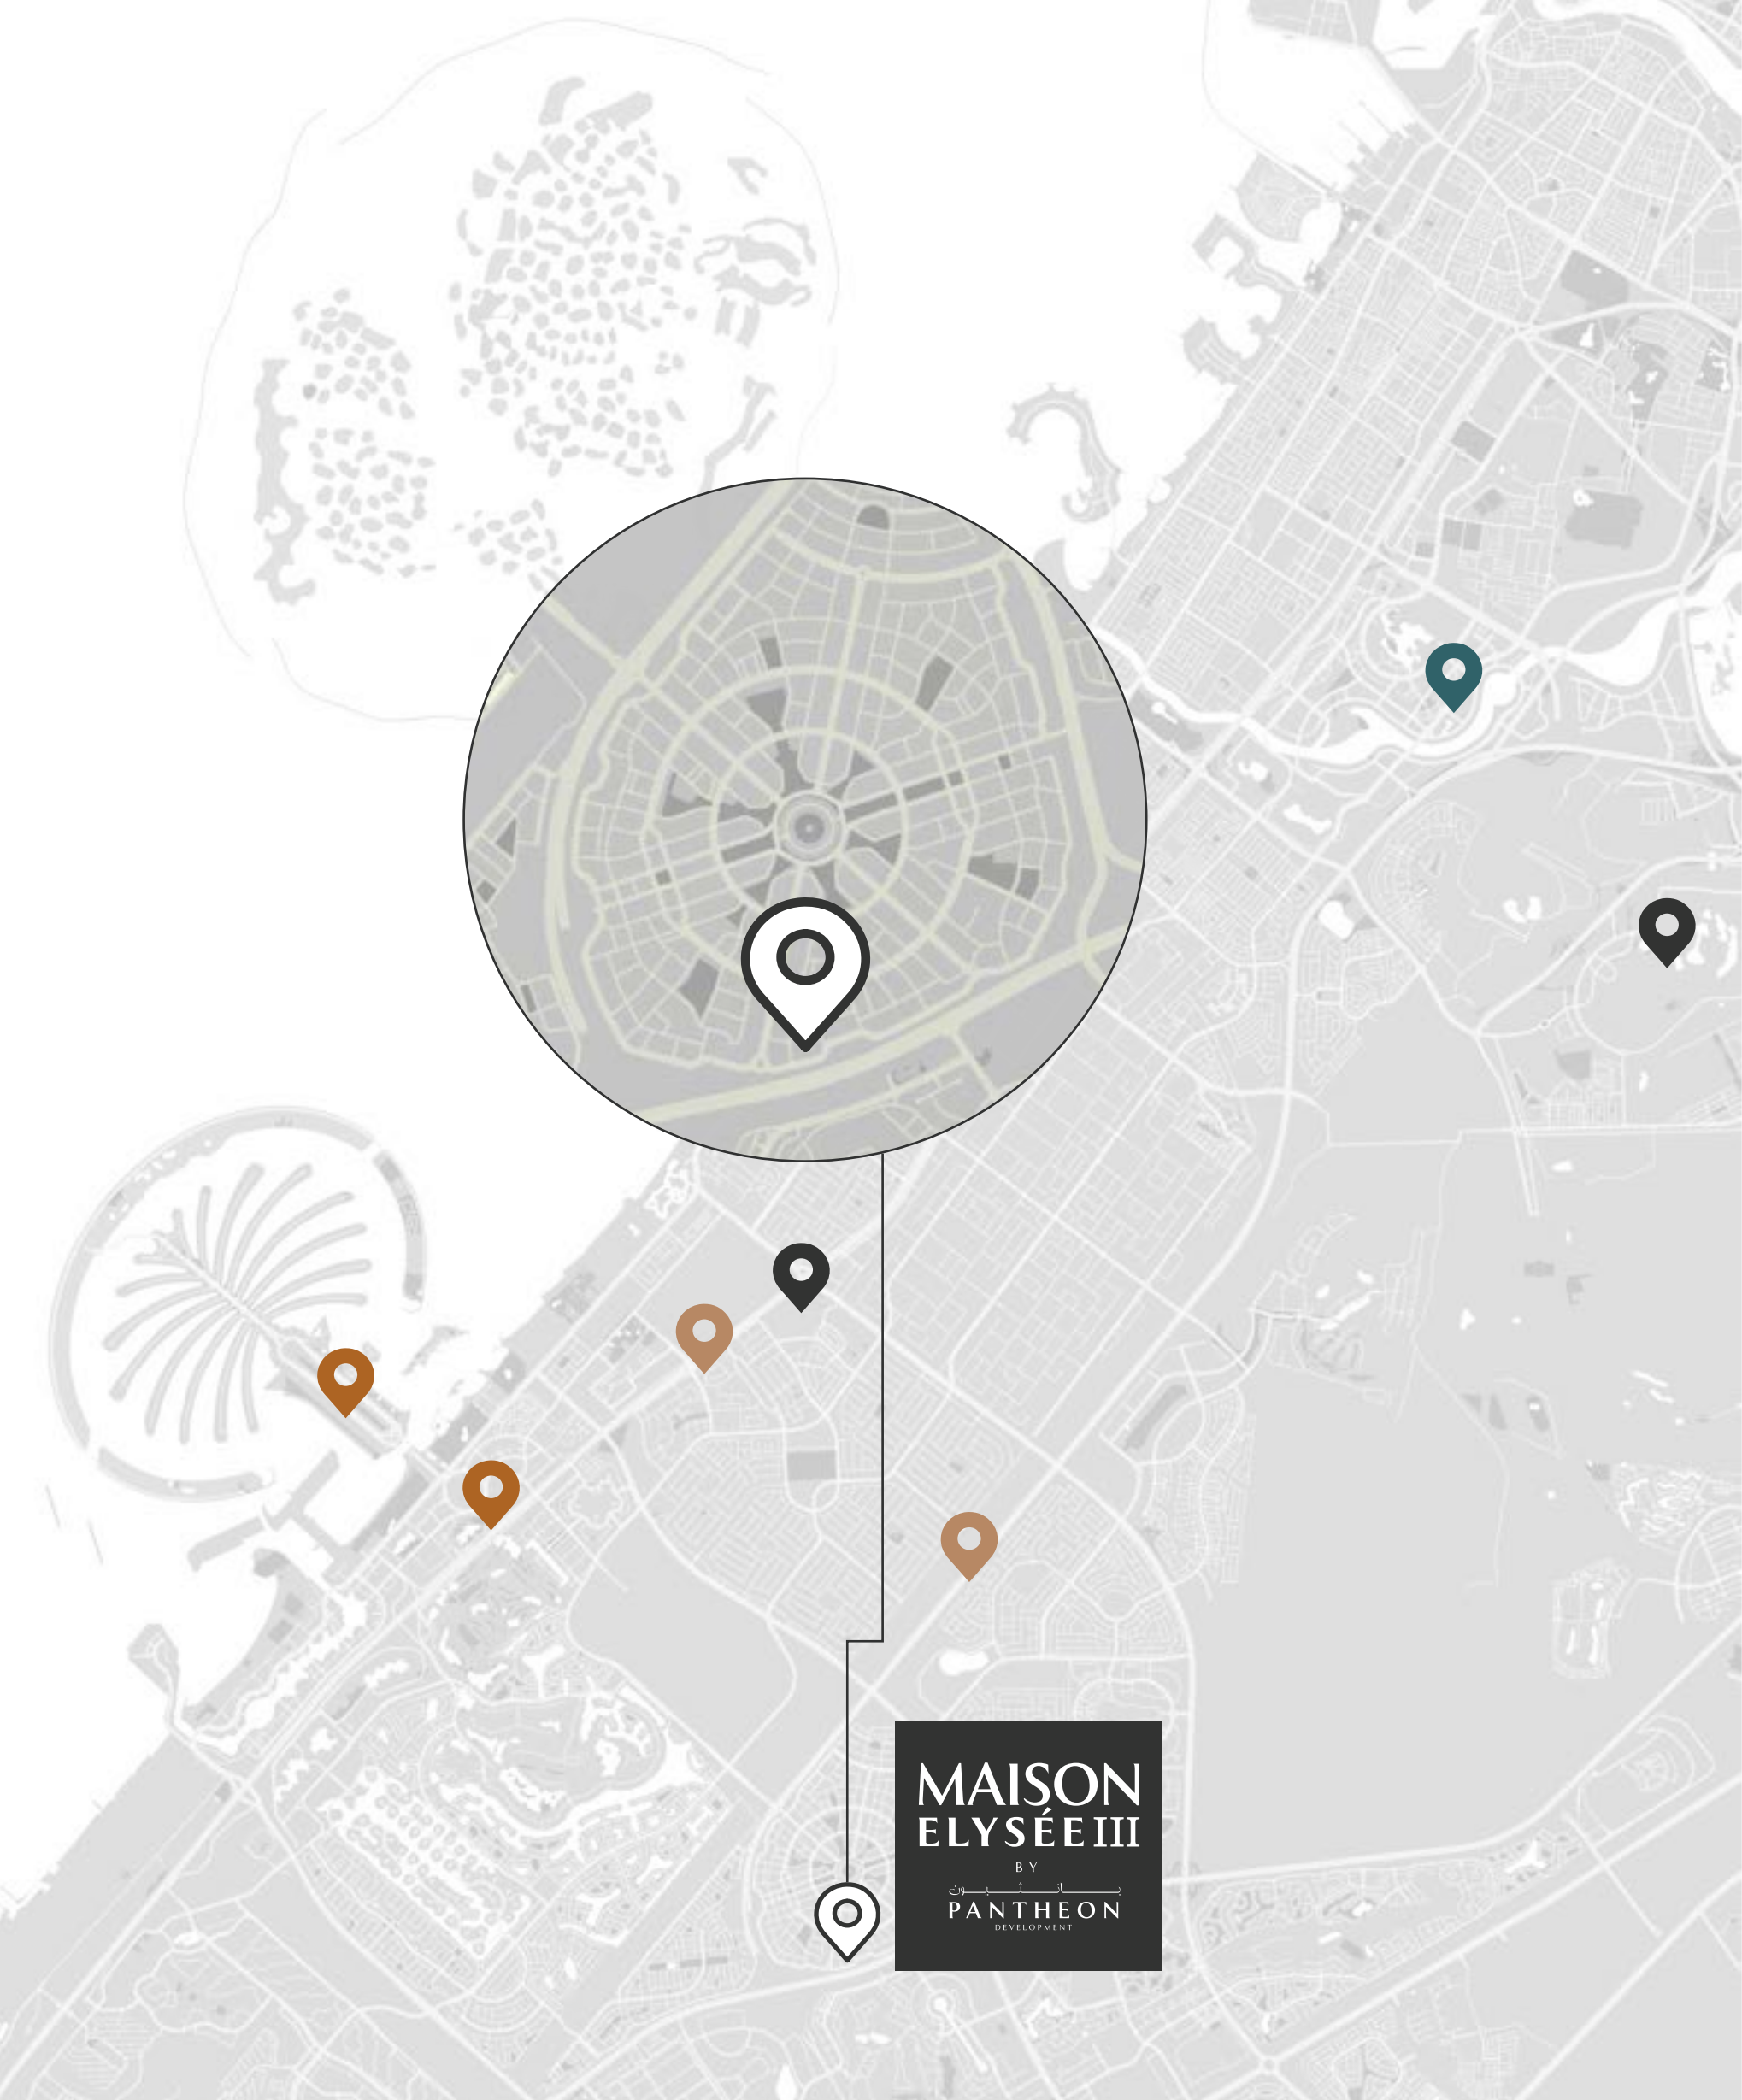 MAISON
ELYSÉE III
BY
بانثيون
PANTHEON
DEVELOPMENT